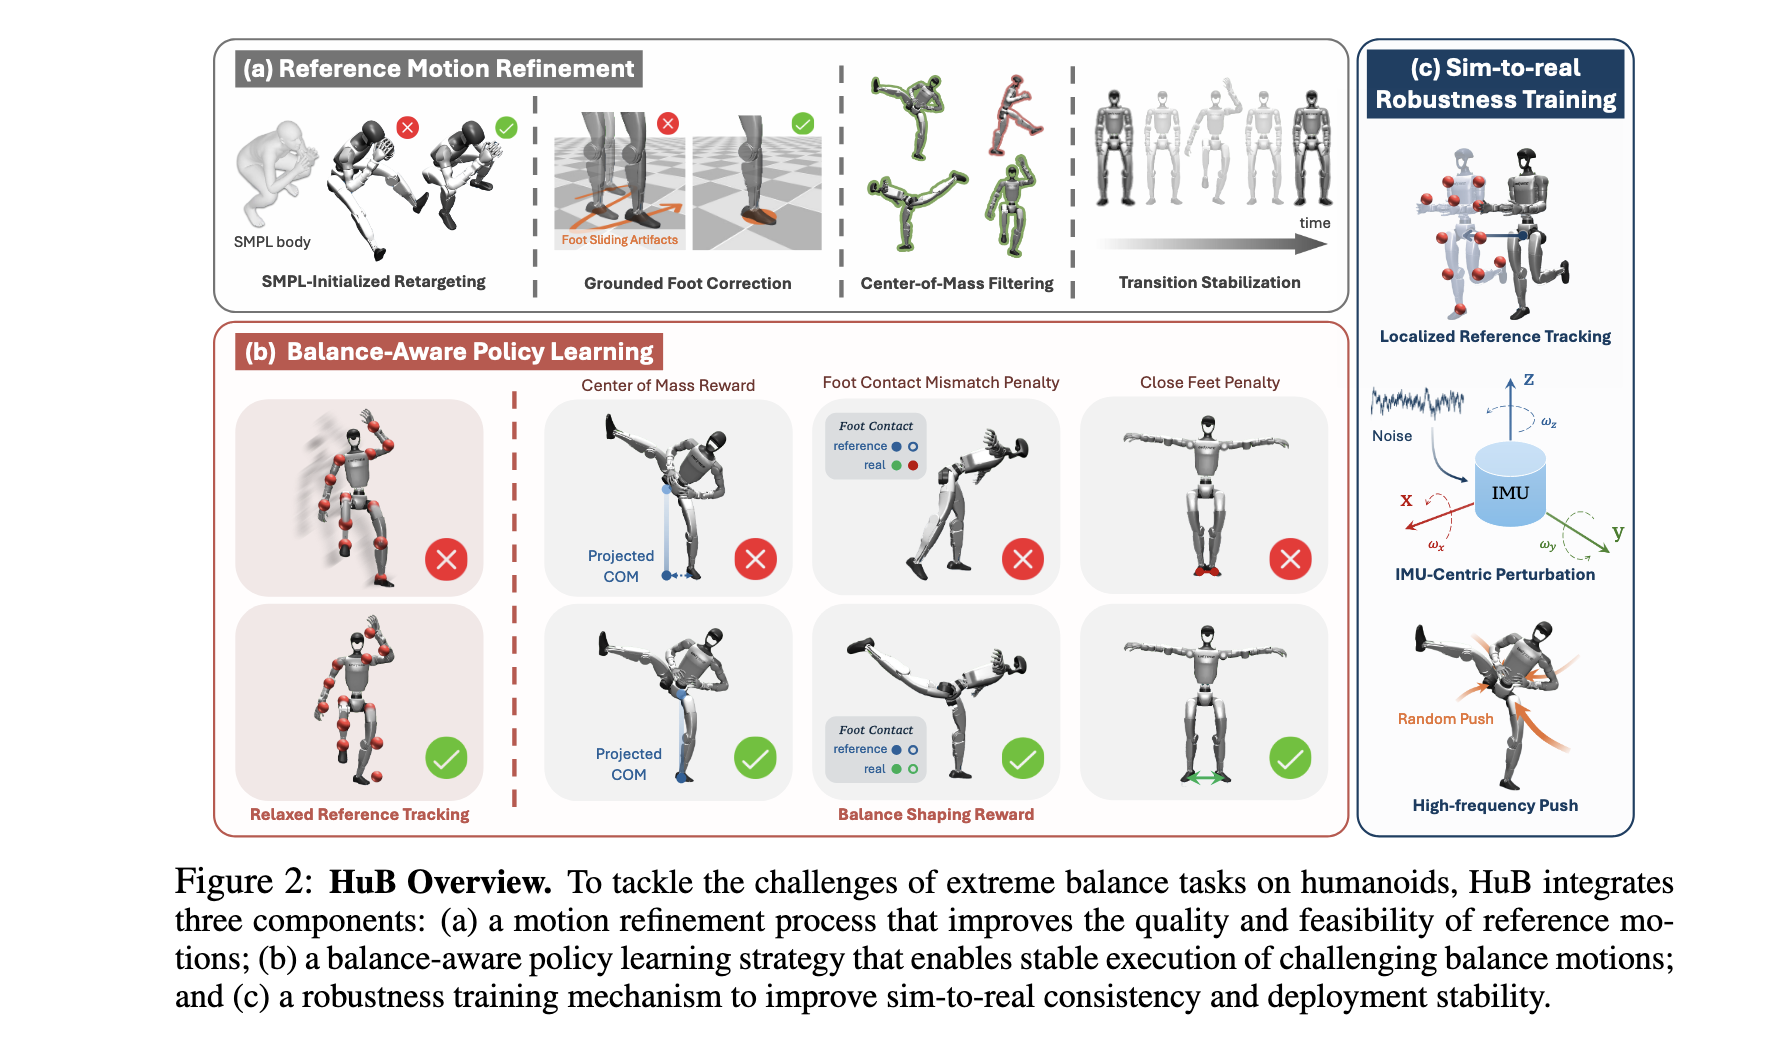 (a) Reference Motion Refinement
SMPL body
SMPL-Initialized Retargeting
Foot Sliding Artifacts
Grounded Foot Correction
Center-of-Mass Filtering
time
Transition Stabilization
(b) Balance-Aware Policy Learning
Relaxed Reference Tracking
Center of Mass Reward
Projected
COM
Projected
COM
Foot Contact Mismatch Penalty
Foot Contact
reference
real
Foot Contact
reference
real
Close Feet Penalty
Balance Shaping Reward
(c) Sim-to-real
Robustness Training
Localized Reference Tracking
Noise
z
ω_z
IMU
x
ω_x
y
ω_y
IMU-Centric Perturbation
Random Push
High-frequency Push
Figure 2: HuB Overview. To tackle the challenges of extreme balance tasks on humanoids, HuB integrates
three components: (a) a motion refinement process that improves the quality and feasibility of reference mo-
tions; (b) a balance-aware policy learning strategy that enables stable execution of challenging balance motions;
and (c) a robustness training mechanism to improve sim-to-real consistency and deployment stability.